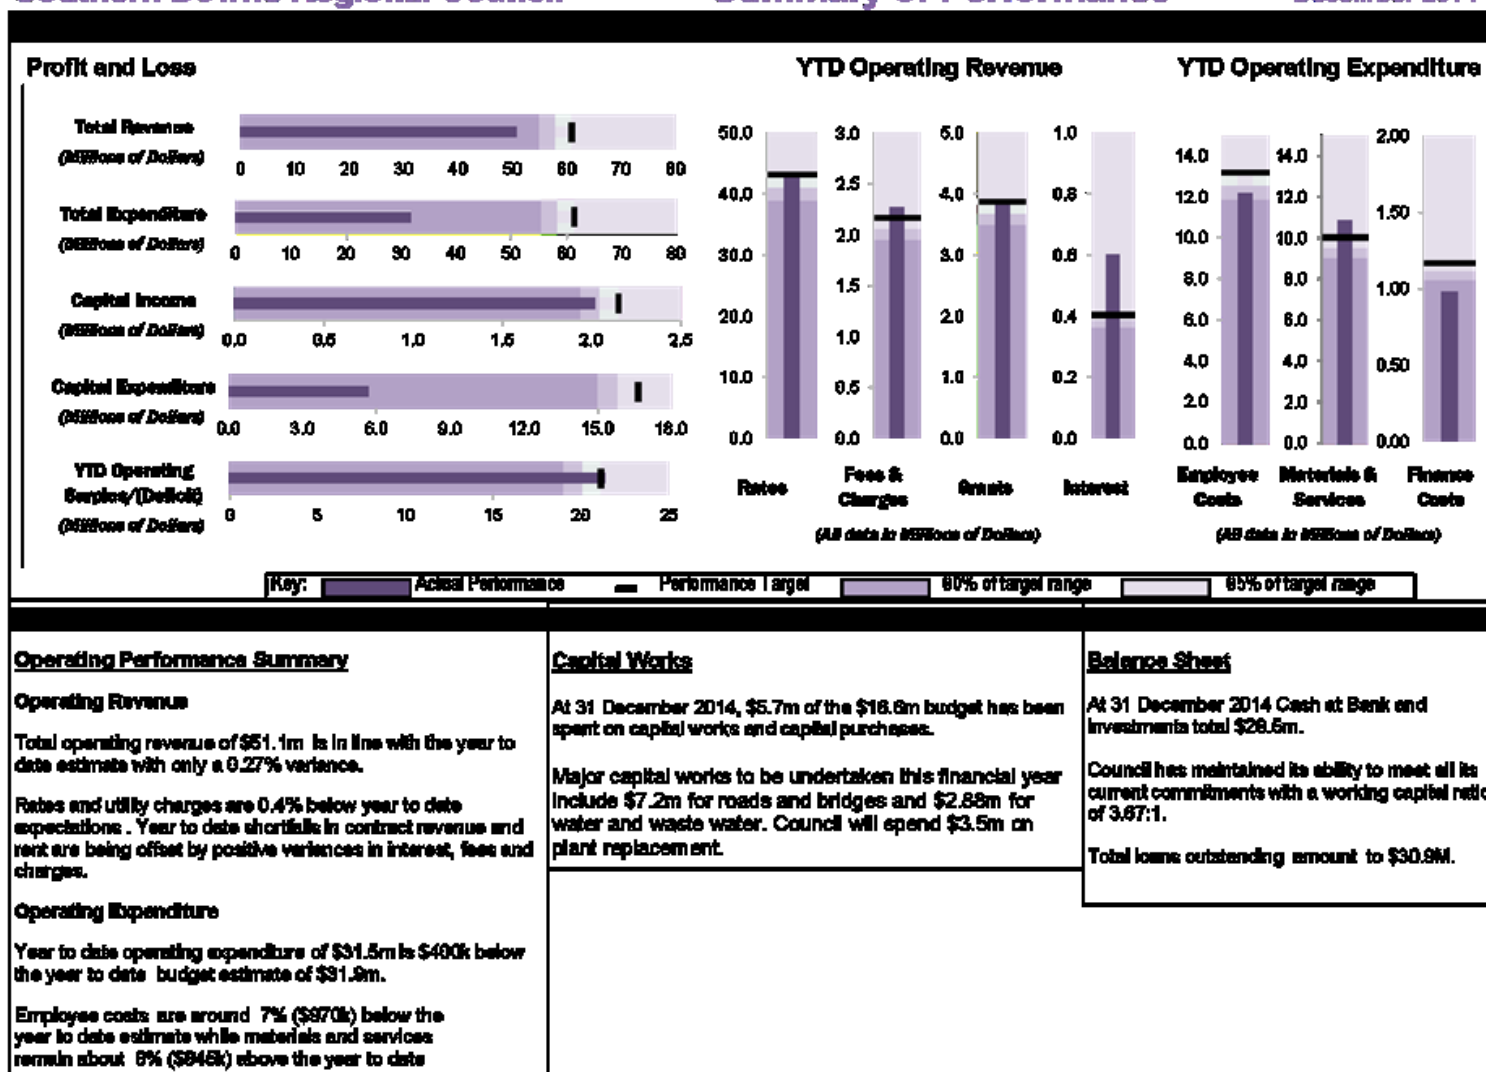 Southern Downs Regional Council
Summary of Performance
December 2014
Profit and Loss
YTD Operating Revenue
YTD Operating Expenditure
Total Revenue
(Millions of Dollars)
0 10 20 30 40 50 60 70 80
Total Expenditure
(Millions of Dollars)
0 10 20 30 40 50 60 70 80
Capital Income
(Millions of Dollars)
0.0 0.5 1.0 1.5 2.0 2.5
Capital Expenditure
(Millions of Dollars)
0.0 3.0 6.0 9.0 12.0 15.0 18.0
YTD Operating
Surplus/(Deficit)
(Millions of Dollars)
0 5 10 15 20 25
50.0
40.0
30.0
20.0
10.0
0.0
Rates
3.0
2.5
2.0
1.5
1.0
0.5
0.0
Fees &
Charges
5.0
4.0
3.0
2.0
1.0
0.0
Grants
1.0
0.8
0.6
0.4
0.2
0.0
Interest
(All data in Millions of Dollars)
14.0
12.0
10.0
8.0
6.0
4.0
2.0
0.0
Employee
Costs
14.0
12.0
10.0
8.0
6.0
4.0
2.0
0.0
Materials &
Services
2.00
1.50
1.00
0.50
0.00
Finance
Costs
(All data in Millions of Dollars)
Key: Actual Performance Performance Target of target range of target range
Operating Performance Summary
Operating Revenue
Total operating revenue of $51.1m is in line with the year to
date estimate with only a 0.27% variance.
Rates and utility charges are 0.4% below year to date
expectations . Year to date shortfalls in contract revenue and
rent are being offset by positive variances in interest, fees and
charges.
Operating Expenditure
Year to date operating expenditure of $31.5m is $400k below
the year to date budget estimate of $31.9m.
Employee costs are around 7% ($970k) below the
year to date estimate while materials and services
remain about above the year to date
Capital Works
At 31 December 2014, $5.7m of the $16.6m budget has been
spent on capital works and capital purchases.
Major capital works to be undertaken this financial year
include $7.2m for roads and bridges and $2.88m for
water and waste water. Council will spend $3.5m on
plant replacement.
Balance Sheet
At 31 December 2014 Cash at Bank and
Investments total
Council has maintained its ability to meet all its
current commitments with a working capital ratio
of 3.67:1.
Total loans outstanding amount to $30.9M.